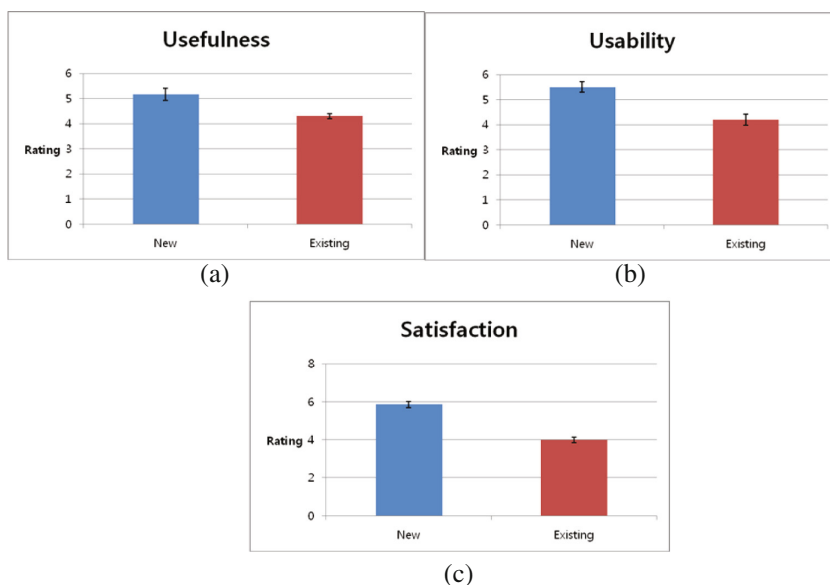 Usefulness
6
5
4
Rating 3
2
1
0
New Existing
(a)
Usability
6
5
4
Rating 3
2
1
0
New Existing
(b)
Satisfaction
8
6
Rating 4
2
0
New Existing
(c)